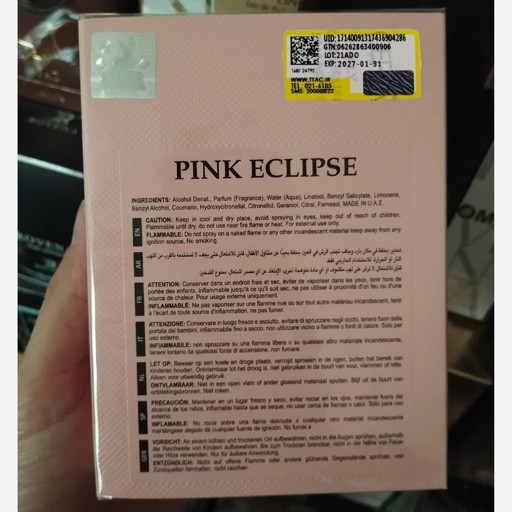 UID:17140091317436904286
GTIN:06262863400906
LOT:21ADO
EXP: 2027-01-31
WWW.TTAC.IR
TEL: 021-6185
SMS: 20008822
PINK ECLIPSE
INGREDIENTS: Alcohol Denat., Parfum (Fragrance), Water (Aqua), Linalool, Benzyl Salicylate, Limonene,
Benzyl Alcohol, Coumarin, Hydroxycitronellal, Citronellol, Geraniol, Citral, Farnesol. MADE IN U.A.E.
EN
CAUTION: Keep in cool and dry place, avoid spraying in eyes, keep out of reach of children.
Flammable until dry, do not use near fire flame or heat. For external use only.
FLAMMABLE: Do not spray on a naked flame or any other incandescent material keep away from any
ignition source, No smoking.
AR
FR
ATTENTION: Conserver dans un endroit frais et sec, éviter de vaporiser dans les yeux, tenir hors de
portée des enfants, inflammable jusqu'à ce qu'il soit sec, ne pas utiliser à proximité d'un feu ou d'une
source de chaleur. Pour usage externe uniquement.
INFLAMMABLE: Ne pas vaporiser sur une flamme nue ou sur tout autre matériau incandescent, tenir
à l'écart de toute source d'inflammation, ne pas fumer.
IT
ATTENZIONE: Conservare in luogo fresco e asciutto, evitare di spruzzare negli occhi, tenere fuori dalla
portata dei bambini, infiammabile fino a secco, non utilizzare vicino a fiamme o fonti di calore. Solo per
uso esterno.
INFIAMMABILE: non spruzzare su una fiamma libera o su qualsiasi altro materiale incandescente,
tenere lontano da qualsiasi fonte di accensione, non fumare.
NL
LET OP: Bewaar op een koele en droge plaats, vermijd sproeien in de ogen, buiten het bereik van
kinderen houden, Ontvlambaar tot het droog is, niet gebruiken in de buurt van vuur, vlammen of hitte.
Alleen voor uitwendig gebruik.
ONTVLAMBAAR: Niet in een open vlam of ander gloeiend materiaal spuiten. Blijf uit de buurt van
ontstekingsbronnen. Niet roken.
SP
PRECAUCIÓN: Mantener en un lugar fresco y seco, evitar rociar en los ojos, mantener fuera del
alcance de los niños, inflamable hasta que se seque, no usar cerca de llamas o calor. Sólo para uso
externo.
INFLAMABLE: No rocíe sobre una llama desnuda o cualquier otro material incandescente
manténgase alejado de cualquier fuente de ignición. No fumar.
GER
VORSICHT: An einem kühlen und trockenen Ort aufbewahren, nicht in die Augen sprühen, außerhalb
der Reichweite von Kindern aufbewahren. Bis zum Trocknen brennbar, nicht in der Nähe von Feuer
oder Hitze verwenden. Nur für äußere Anwendung.
ENTZÜNDLICH: Nicht auf offene Flamme oder andere glühende Gegenstände sprühen, von
Zündquellen fernhalten, nicht rauchen.